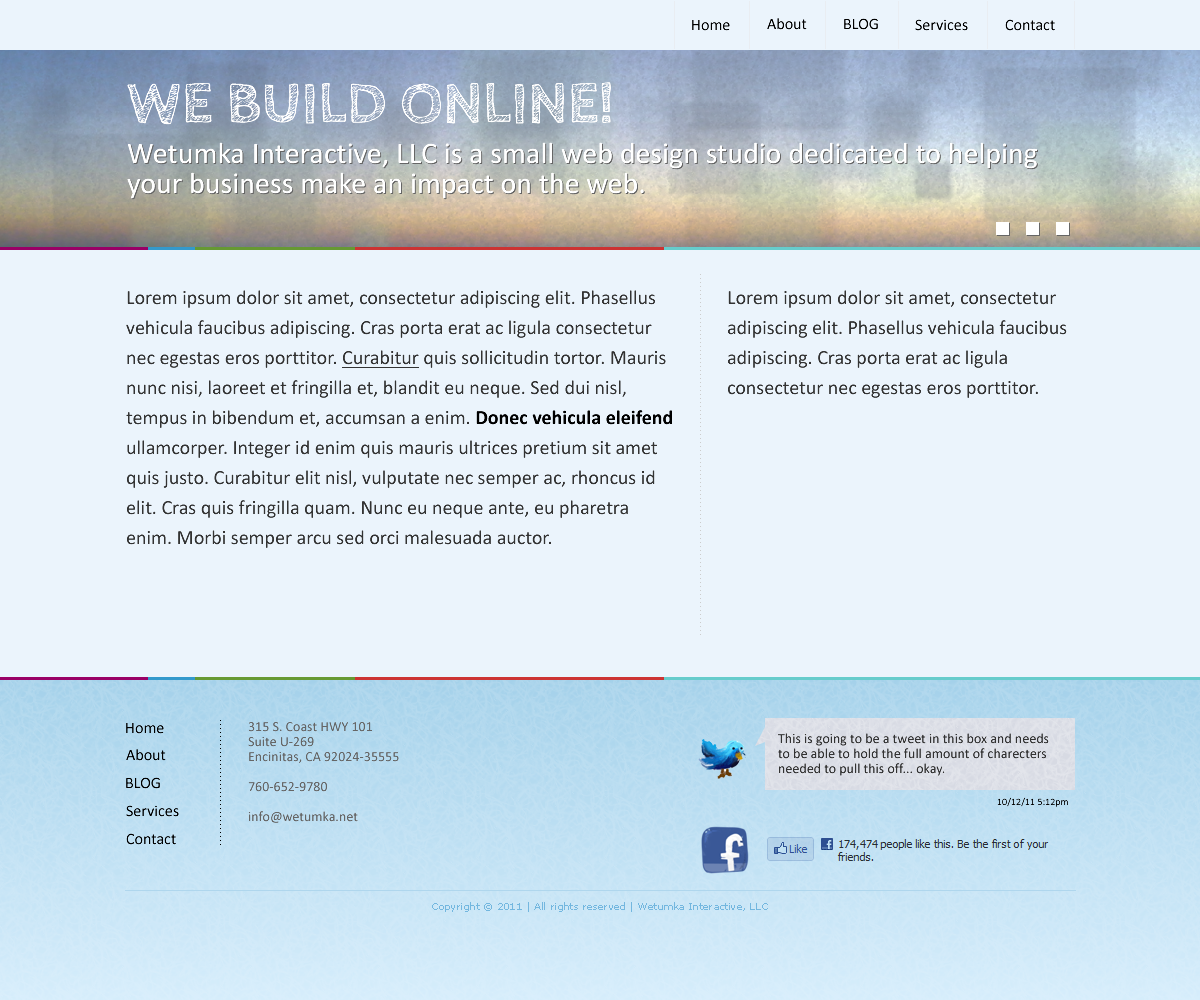 Home About BLOG Services Contact
WE BUILD ONLINE!
Wetumka Interactive, LLC is a small web design studio dedicated to helping
your business make an impact on the web.
Lorem ipsum dolor sit amet, consectetur adipiscing elit. Phasellus
vehicula faucibus adipiscing. Cras porta erat ac ligula consectetur
nec egestas eros porttitor. Curabitur quis sollicitudin tortor. Mauris
nunc nisi, laoreet et fringilla et, blandit eu neque. Sed dui nisl,
tempus in bibendum et, accumsan a enim. Donec vehicula eleifend
ullamcorper. Integer id enim quis mauris ultrices pretium sit amet
quis justo. Curabitur elit nisl, vulputate nec semper ac, rhoncus id
elit. Cras quis fringilla quam. Nunc eu neque ante, eu pharetra
enim. Morbi semper arcu sed orci malesuada auctor.
Lorem ipsum dolor sit amet, consectetur
adipiscing elit. Phasellus vehicula faucibus
adipiscing. Cras porta erat ac ligula
consectetur nec egestas eros porttitor.
Home
About
BLOG
Services
Contact
315 S. Coast HWY 101
Suite U-269
Encinitas, CA 92024-35555
760-652-9780
info@wetumka.net
This is going to be a tweet in this box and needs
to be able to hold the full amount of charecters
needed to pull this off... okay.
10/12/11 5:12pm
f
Like
f 174,474 people like this. Be the first of your
friends.
Copyright © 2011 | All rights reserved | Wetumka Interactive, LLC